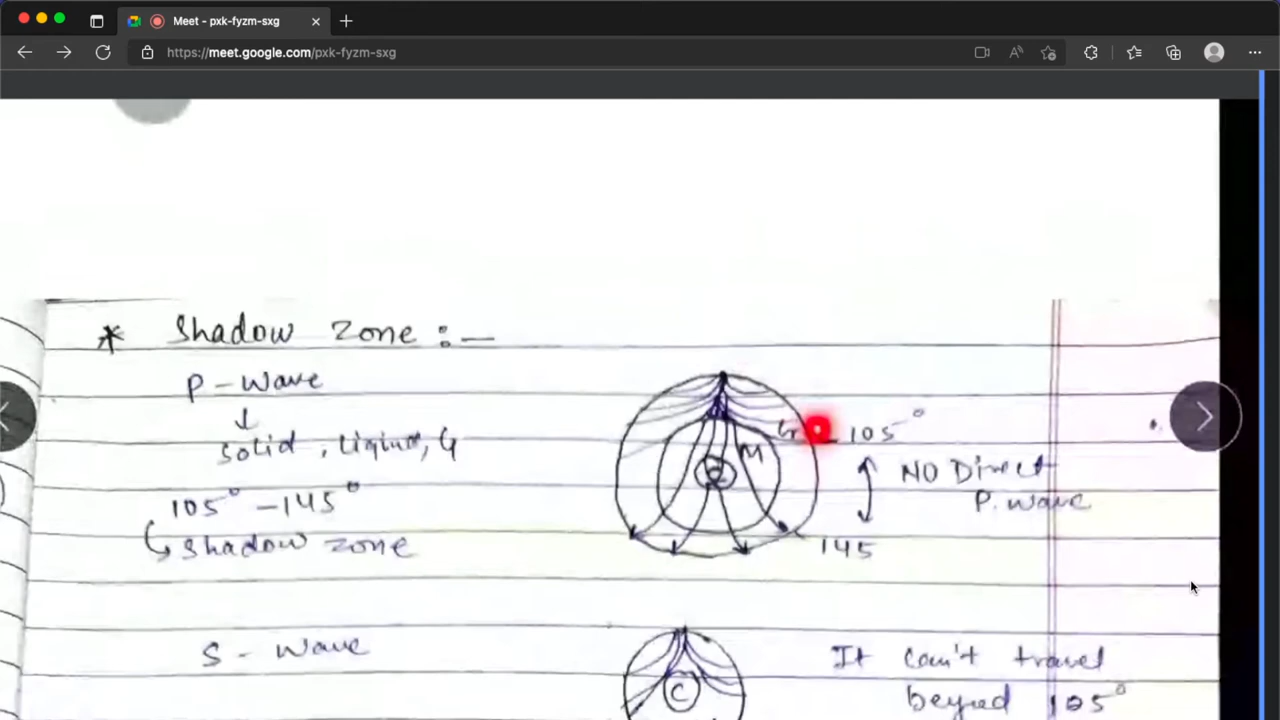 Meet - pxk-fyzm-sxg
https://meet.google.com/pxk-fyzm-sxg
* Shadow Zone :—
P - Wave
↓
solid, liquid, G
105° - 145°
↳ Shadow zone
M
105°
NO Direct
P. wave
145
S - wave
C
It can't travel
beyond 105°